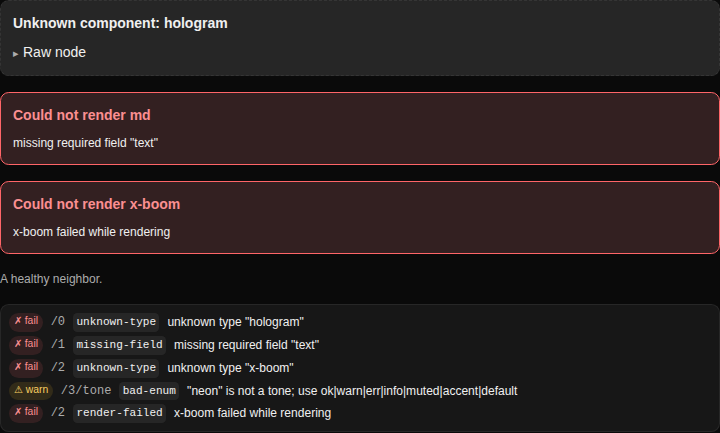 Unknown component: hologram
▸ Raw node
Could not render md
missing required field "text"
Could not render x-boom
x-boom failed while rendering
A healthy neighbor.
✗ fail /0 unknown-type unknown type "hologram"
✗ fail /1 missing-field missing required field "text"
✗ fail /2 unknown-type unknown type "x-boom"
⚠ warn /3/tone bad-enum "neon" is not a tone; use ok|warn|err|info|muted|accent|default
✗ fail /2 render-failed x-boom failed while rendering